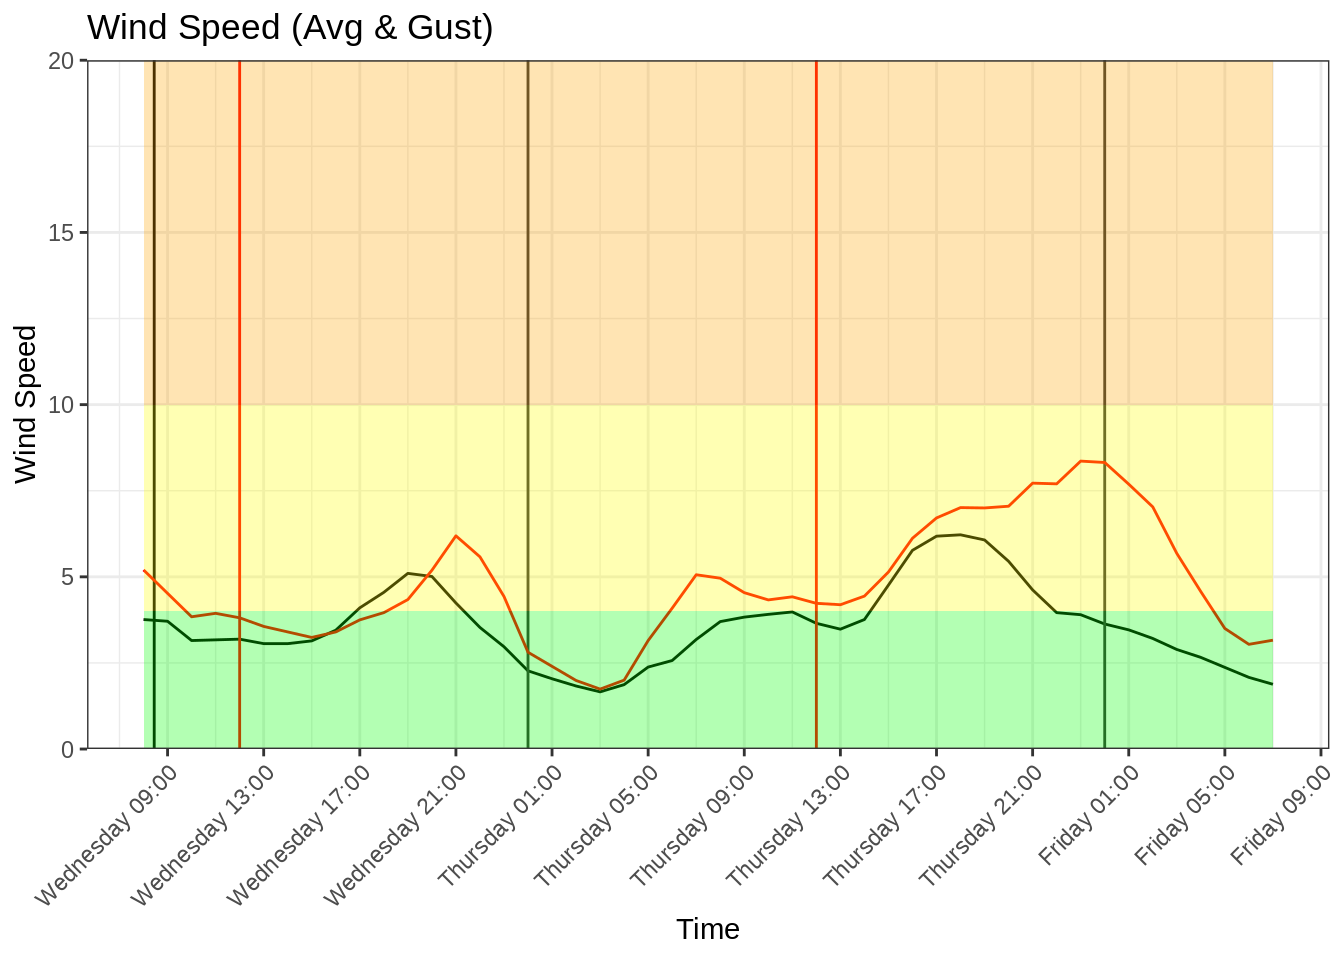 Wind Speed (Avg & Gust)
20
15
10
5
0
Wind Speed
Wednesday 09:00
Wednesday 13:00
Wednesday 17:00
Wednesday 21:00
Thursday 01:00
Thursday 05:00
Thursday 09:00
Thursday 13:00
Thursday 17:00
Thursday 21:00
Friday 01:00
Friday 05:00
Friday 09:00
Time